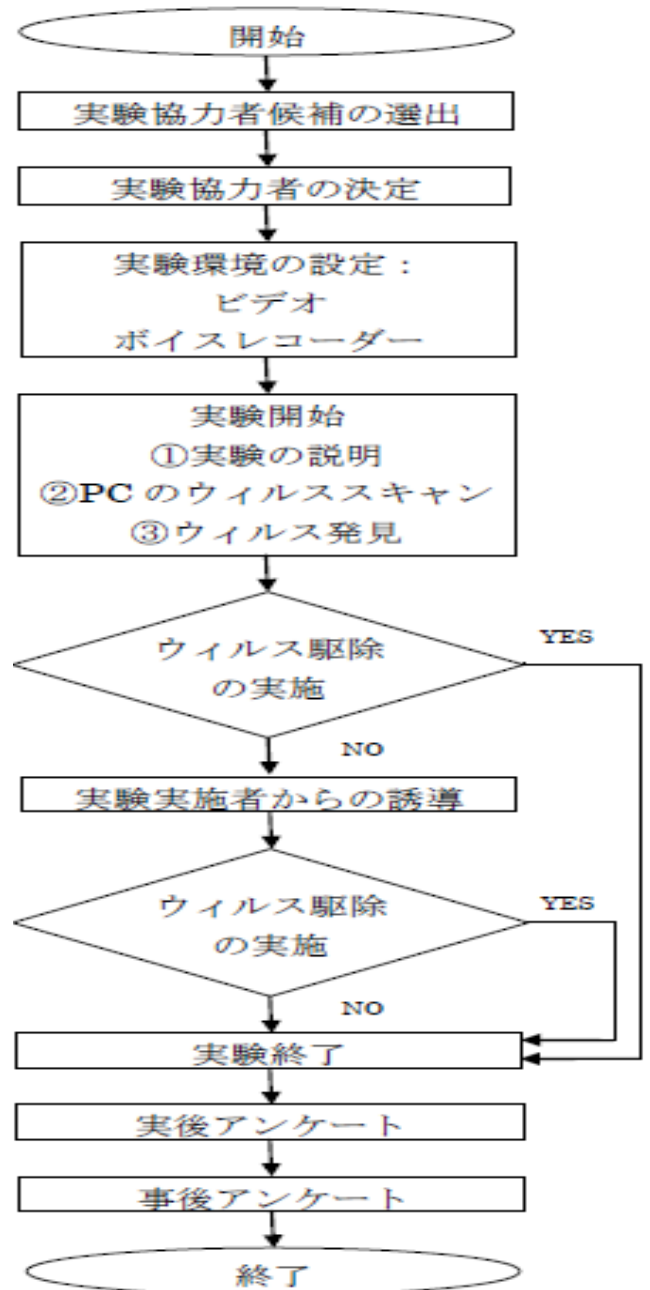 開始
実験協力者候補の選出
実験協力者の決定
実験環境の設定：
ビデオ
ボイスレコーダー
実験開始
①実験の説明
②PC のウィルススキャン
③ウィルス発見
ウィルス駆除
の実施
YES
NO
実験実施者からの誘導
ウィルス駆除
の実施
YES
NO
実験終了
実後アンケート
事後アンケート
終了